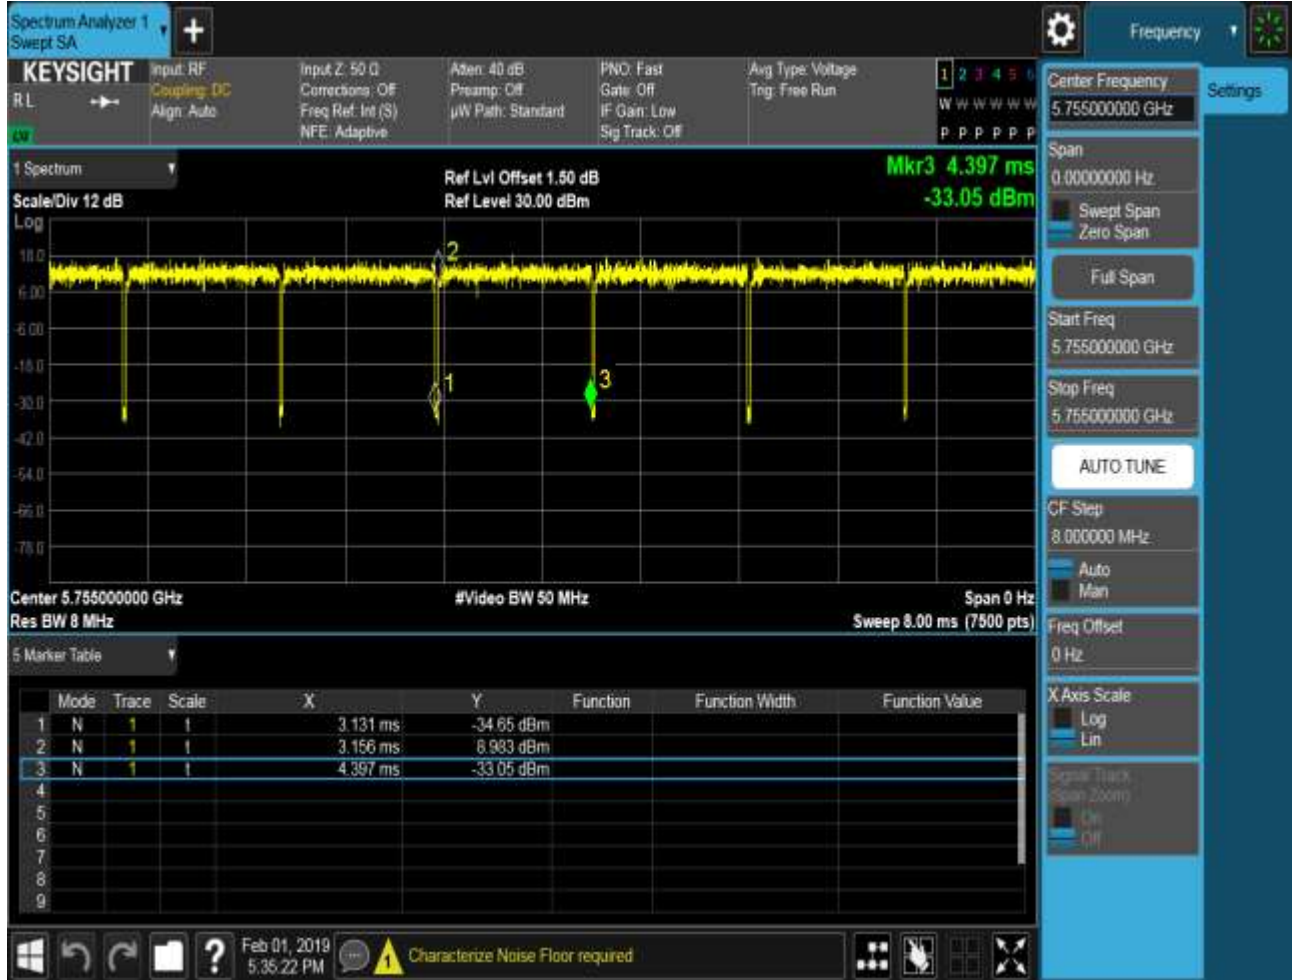 Spectrum Analyzer 1
Swept SA
Frequency
KEYSIGHT
RL
Input: RF
Coupling: DC
Align: Auto
Input Z: 50 Ω
Corrections: Off
Freq Ref: Int (S)
NFE: Adaptive
Atten: 40 dB
Preamp: Off
µW Path: Standard
PNO: Fast
Gate: Off
IF Gain: Low
Sig Track: Off
Avg Type: Voltage
Trig: Free Run
1 2 3 4 5 6
W W W W W W
P P P P P P
1 Spectrum
Scale/Div 12 dB
Ref Lvl Offset 1.50 dB
Ref Level 30.00 dBm
Mkr3 4.397 ms
-33.05 dBm
Log
18.0
6.00
-6.00
-18.0
-30.0
-42.0
-54.0
-66.0
-78.0
2
1
3
Center 5.755000000 GHz
#Video BW 50 MHz
Span 0 Hz
Res BW 8 MHz
Sweep 8.00 ms (7500 pts)
5 Marker Table
Mode Trace Scale X Y Function Function Width Function Value
1 N 1 t 3.131 ms -34.65 dBm
2 N 1 t 3.156 ms 8.983 dBm
3 N 1 t 4.397 ms -33.05 dBm
4
5
6
7
8
9
Center Frequency
5.755000000 GHz
Settings
Span
0.00000000 Hz
Swept Span
Zero Span
Full Span
Start Freq
5.755000000 GHz
Stop Freq
5.755000000 GHz
AUTO TUNE
CF Step
8.000000 MHz
Auto
Man
Freq Offset
0 Hz
X Axis Scale
Log
Lin
Signal Track
(Span Zoom)
On
Off
Feb 01, 2019
5:35:22 PM
1
Characterize Noise Floor required